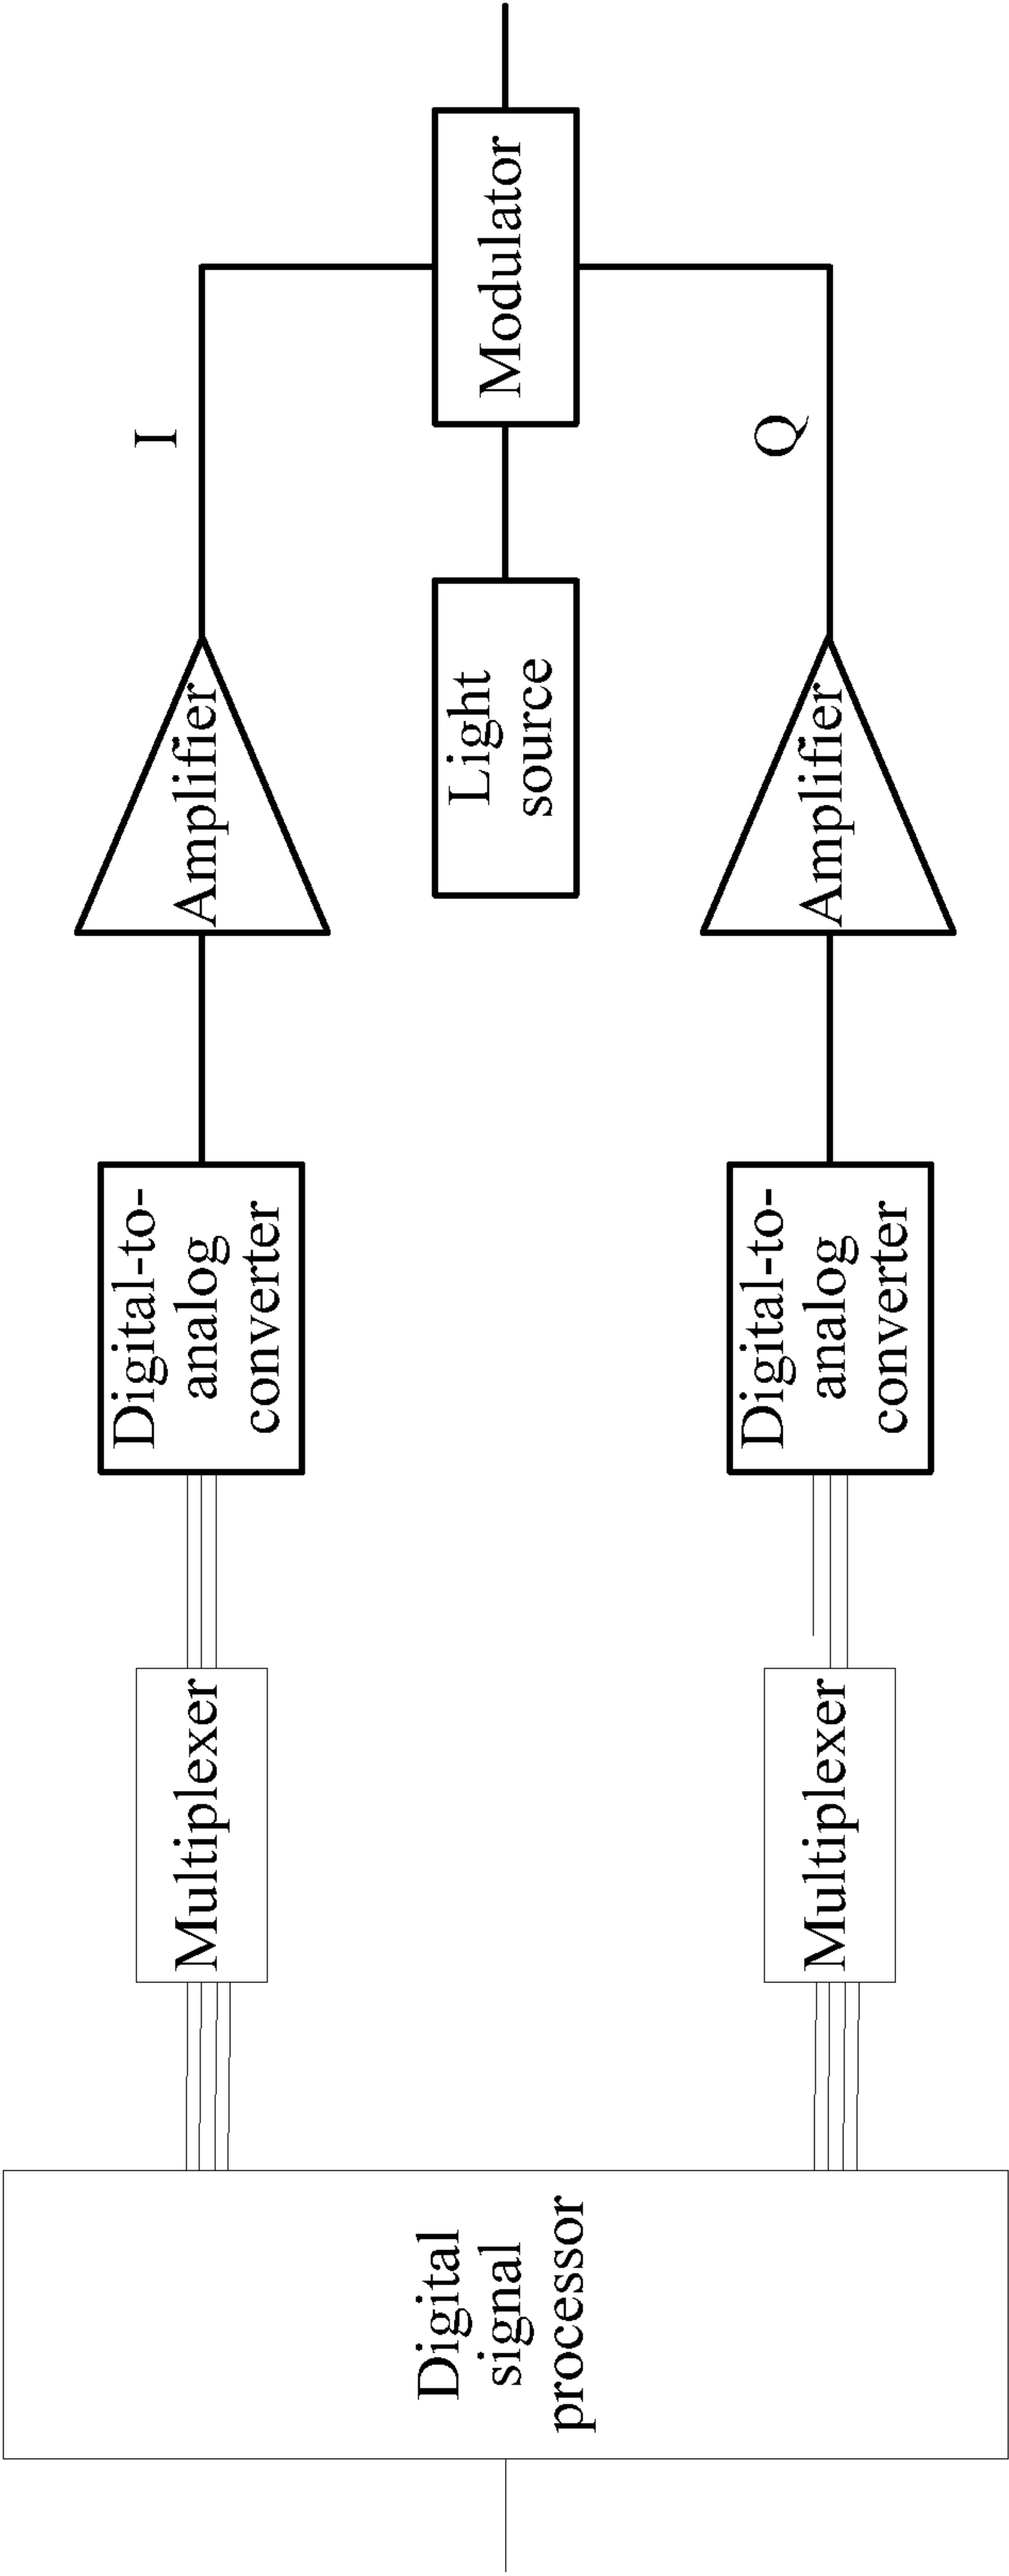 Digital
signal
processor
Multiplexer
Digital-to-
analog
converter
Amplifier
I
Light
source
Modulator
Multiplexer
Digital-to-
analog
converter
Amplifier
Q